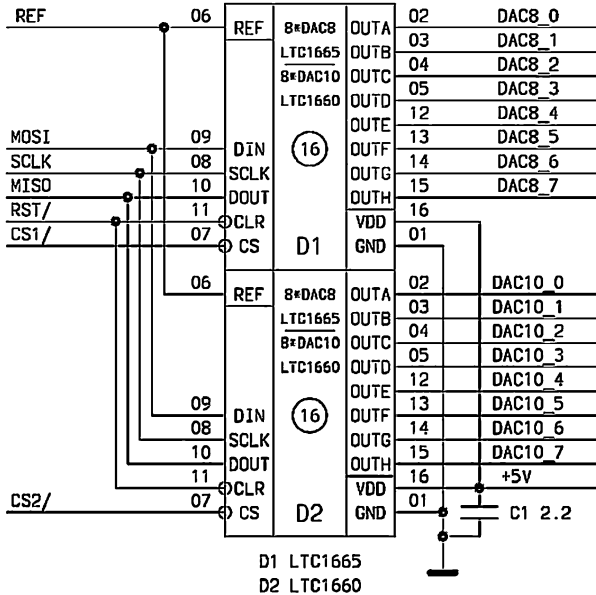 REF 06 REF 8*DAC8 OUTA 02 DAC8_0
LTC1665 OUTB 03 DAC8_1
8*DAC10 OUTC 04 DAC8_2
LTC1660 OUTD 05 DAC8_3
OUTE 12 DAC8_4
MOSI 09 DIN 16 OUTF 13 DAC8_5
SCLK 08 SCLK OUTG 14 DAC8_6
MISO 10 DOUT OUTH 15 DAC8_7
RST/ 11 CLR VDD 16
CS1/ 07 CS D1 GND 01
06 REF 8*DAC8 OUTA 02 DAC10_0
LTC1665 OUTB 03 DAC10_1
8*DAC10 OUTC 04 DAC10_2
LTC1660 OUTD 05 DAC10_3
OUTE 12 DAC10_4
09 DIN 16 OUTF 13 DAC10_5
08 SCLK OUTG 14 DAC10_6
10 DOUT OUTH 15 DAC10_7
11 CLR VDD 16 +5V
CS2/ 07 CS D2 GND 01 C1 2.2
D1 LTC1665
D2 LTC1660